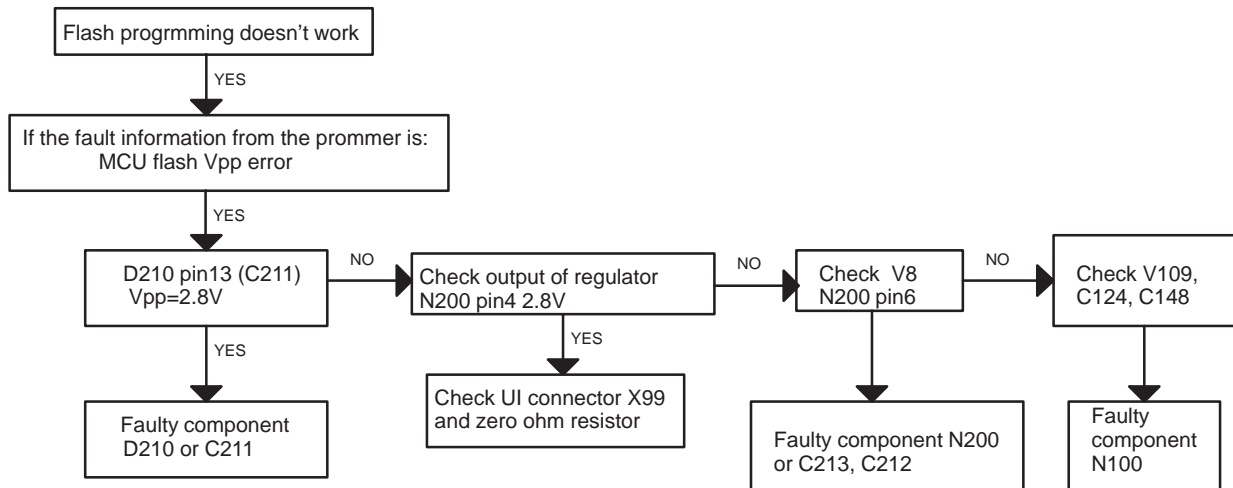 Flash progrmming doesn't work
YES
If the fault information from the prommer is:
MCU flash Vpp error
YES
D210 pin13 (C211)
Vpp=2.8V
NO
Check output of regulator
N200 pin4 2.8V
NO
Check V8
N200 pin6
NO
Check V109,
C124, C148
YES
YES
Faulty component
D210 or C211
Check UI connector X99
and zero ohm resistor
Faulty component N200
or C213, C212
Faulty
component
N100